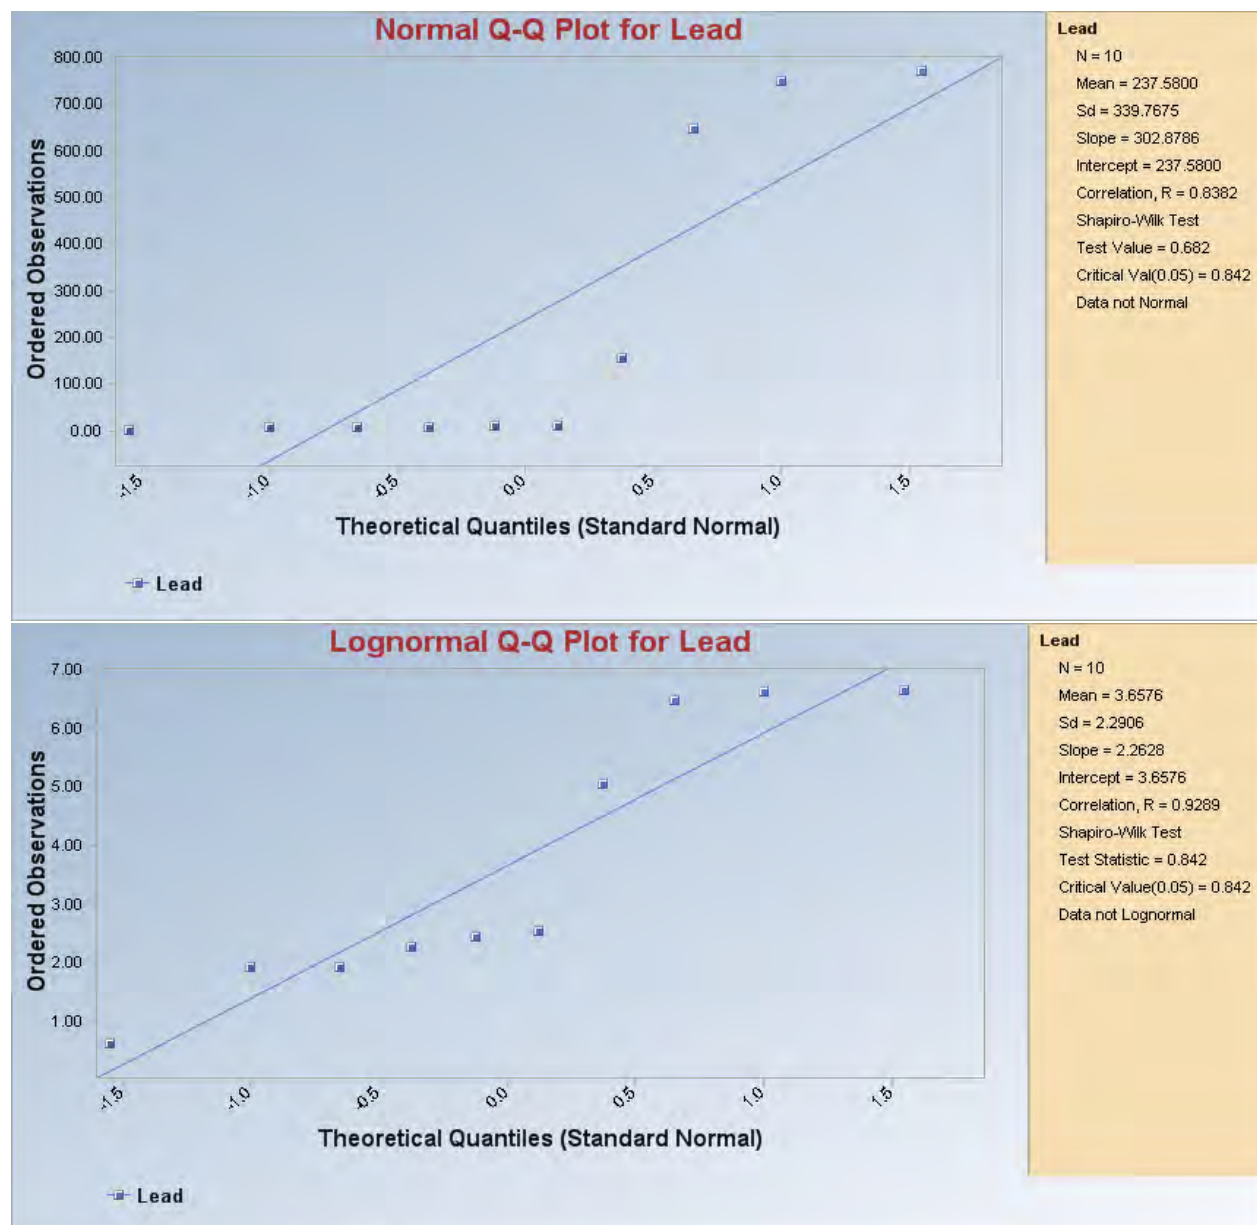 Normal Q-Q Plot for Lead
Ordered Observations
800.00
700.00
600.00
500.00
400.00
300.00
200.00
100.00
0.00
-1.5
-1.0
-0.5
0.0
0.5
1.0
1.5
Theoretical Quantiles (Standard Normal)
Lead
Lead
N = 10
Mean = 237.5800
Sd = 339.7675
Slope = 302.8786
Intercept = 237.5800
Correlation, R = 0.8382
Shapiro-Wilk Test
Test Value = 0.682
Critical Val(0.05) = 0.842
Data not Normal
Lognormal Q-Q Plot for Lead
Ordered Observations
7.00
6.00
5.00
4.00
3.00
2.00
1.00
-1.5
-1.0
-0.5
0.0
0.5
1.0
1.5
Theoretical Quantiles (Standard Normal)
Lead
Lead
N = 10
Mean = 3.6576
Sd = 2.2906
Slope = 2.2628
Intercept = 3.6576
Correlation, R = 0.9289
Shapiro-Wilk Test
Test Statistic = 0.842
Critical Value(0.05) = 0.842
Data not Lognormal